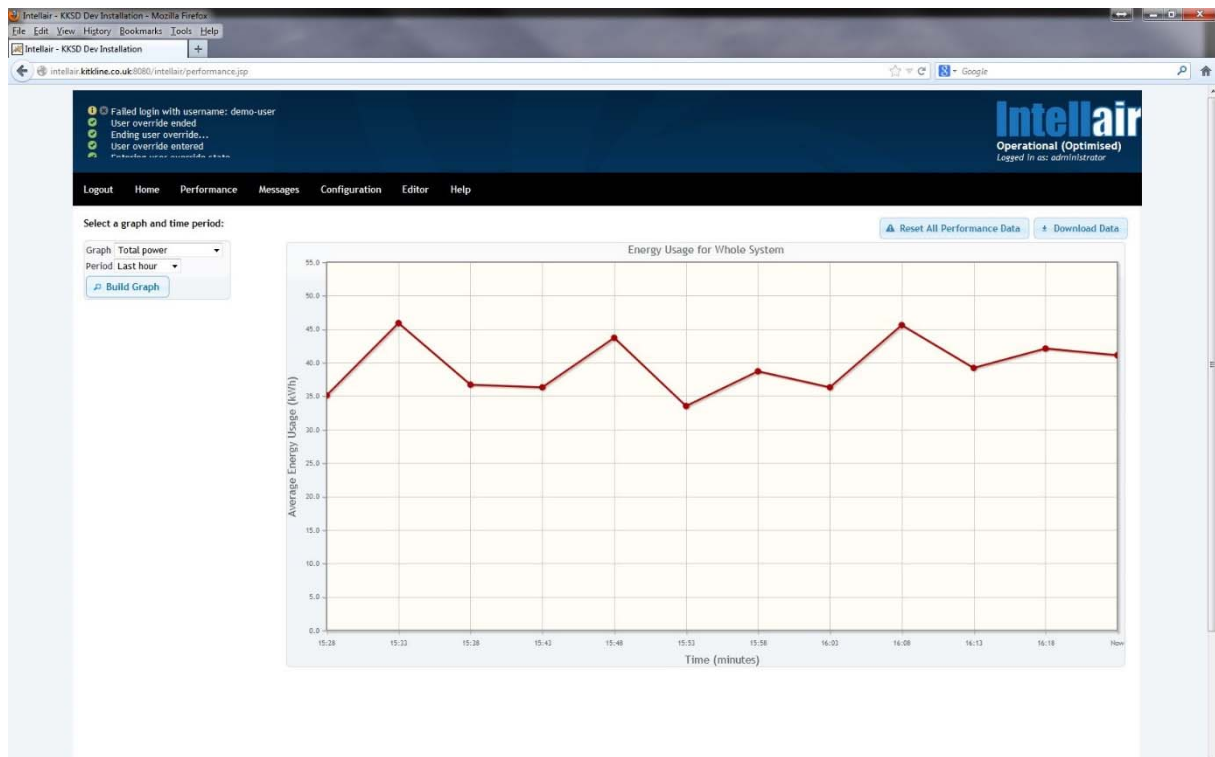 Intellair - KKSD Dev Installation - Mozilla Firefox
File Edit View History Bookmarks Tools Help
Intellair - KKSD Dev Installation +
intellair.kitkline.co.uk:8080/intellair/performance.jsp Google
Failed login with username: demo-user
User override ended
Ending user override...
User override entered
Entering user override state
Intellair
Operational (Optimised)
Logged in as: administrator
Logout Home Performance Messages Configuration Editor Help
Select a graph and time period:
Reset All Performance Data Download Data
Graph Total power
Period Last hour
Build Graph
Energy Usage for Whole System
55.0
50.0
45.0
40.0
35.0
30.0
25.0
20.0
15.0
10.0
5.0
0.0
Average Energy Usage (kWh)
15:28 15:33 15:38 15:43 15:48 15:53 15:58 16:03 16:08 16:13 16:18 Now
Time (minutes)